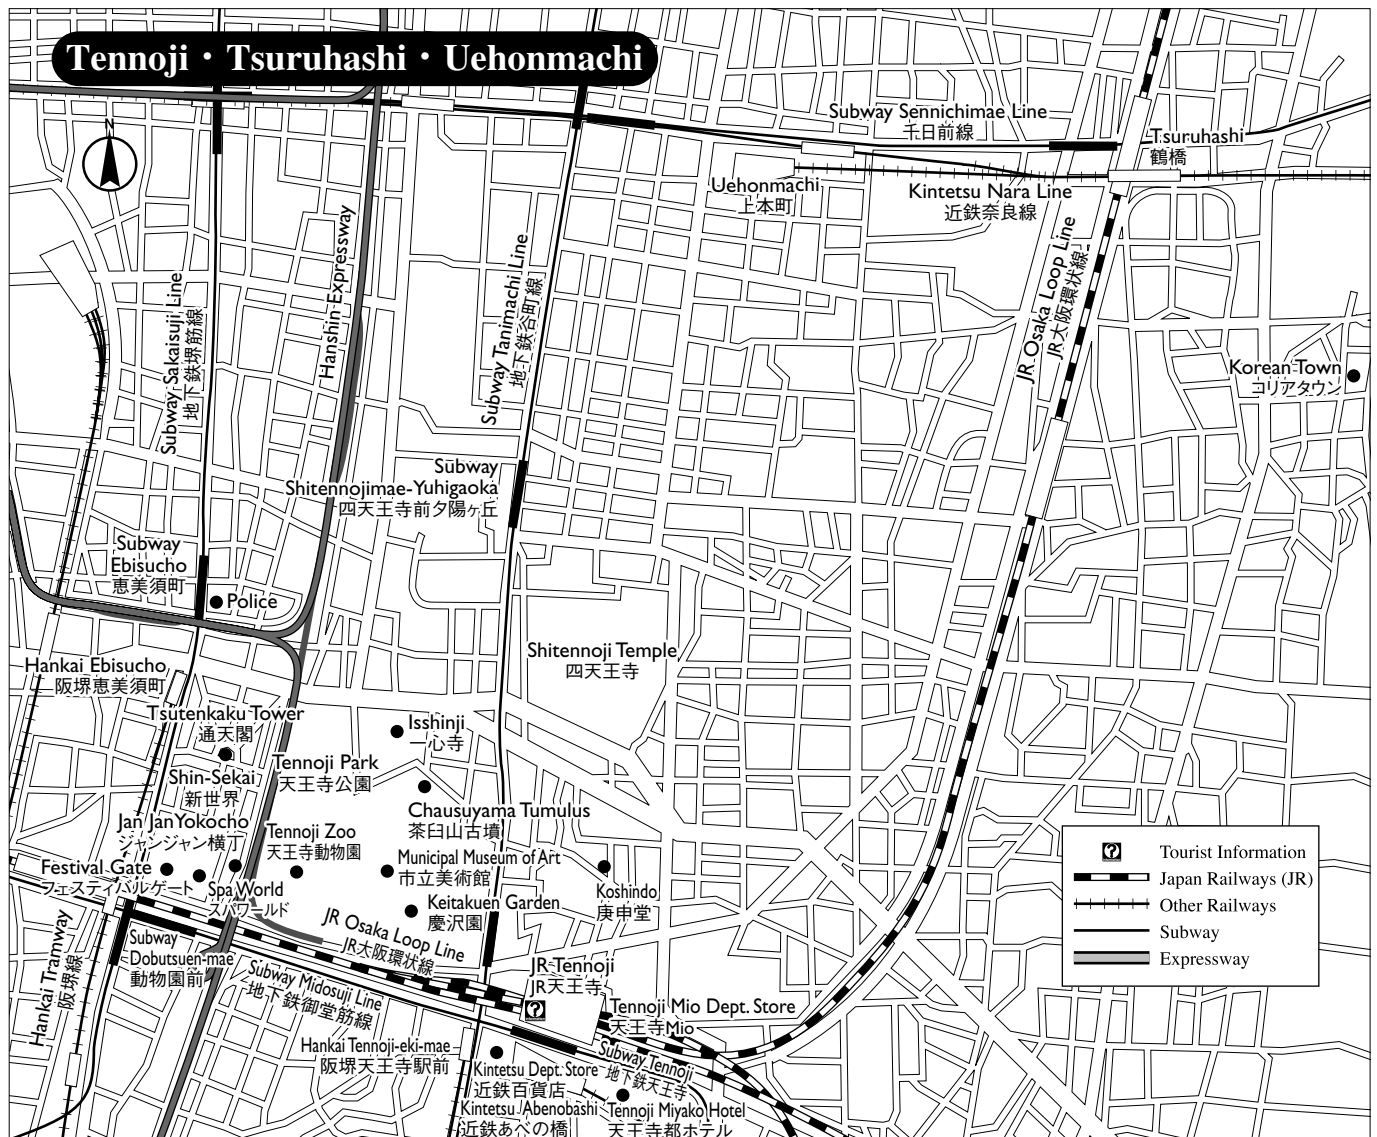 Tennoji・Tsuruhashi・Uehonmachi
N
Subway Sennichimae Line
千日前線
Tsuruhashi
鶴橋
Uehonmachi
上本町
Kintetsu Nara Line
近鉄奈良線
JR Osaka Loop Line
JR大阪環状線
Hanshin Expressway
Subway Sakaisuji Line
地下鉄堺筋線
Subway Tanimachi Line
地下鉄谷町線
Korean Town
コリアタウン
Subway
Shitennojimae-Yuhigaoka
四天王寺前夕陽ヶ丘
Subway
Ebisucho
恵美須町
Police
Hankai Ebisucho
阪堺恵美須町
Shitennoji Temple
四天王寺
Tsutenkaku Tower
通天閣
Isshinji
一心寺
Tennoji Park
天王寺公園
Shin-Sekai
新世界
Chausuyama Tumulus
茶臼山古墳
Jan Jan Yokocho
ジャンジャン横丁
Tennoji Zoo
天王寺動物園
Municipal Museum of Art
市立美術館
Festival Gate
フェスティバルゲート
Spa World
スパワールド
Keitakuen Garden
慶沢園
Koshindo
庚申堂
JR Osaka Loop Line
JR大阪環状線
Hankai Tramway
阪堺線
Subway
Dobutsuen-mae
動物園前
Subway Midosuji Line
地下鉄御堂筋線
JR Tennoji
JR天王寺
Tennoji Mio Dept. Store
天王寺Mio
Hankai Tennoji-eki-mae
阪堺天王寺駅前
Subway Tennoji
地下鉄天王寺
Kintetsu Dept. Store
近鉄百貨店
Kintetsu Abenobashi
近鉄あべの橋
Tennoji Miyako Hotel
天王寺都ホテル
?
? Tourist Information
Japan Railways (JR)
Other Railways
Subway
Expressway